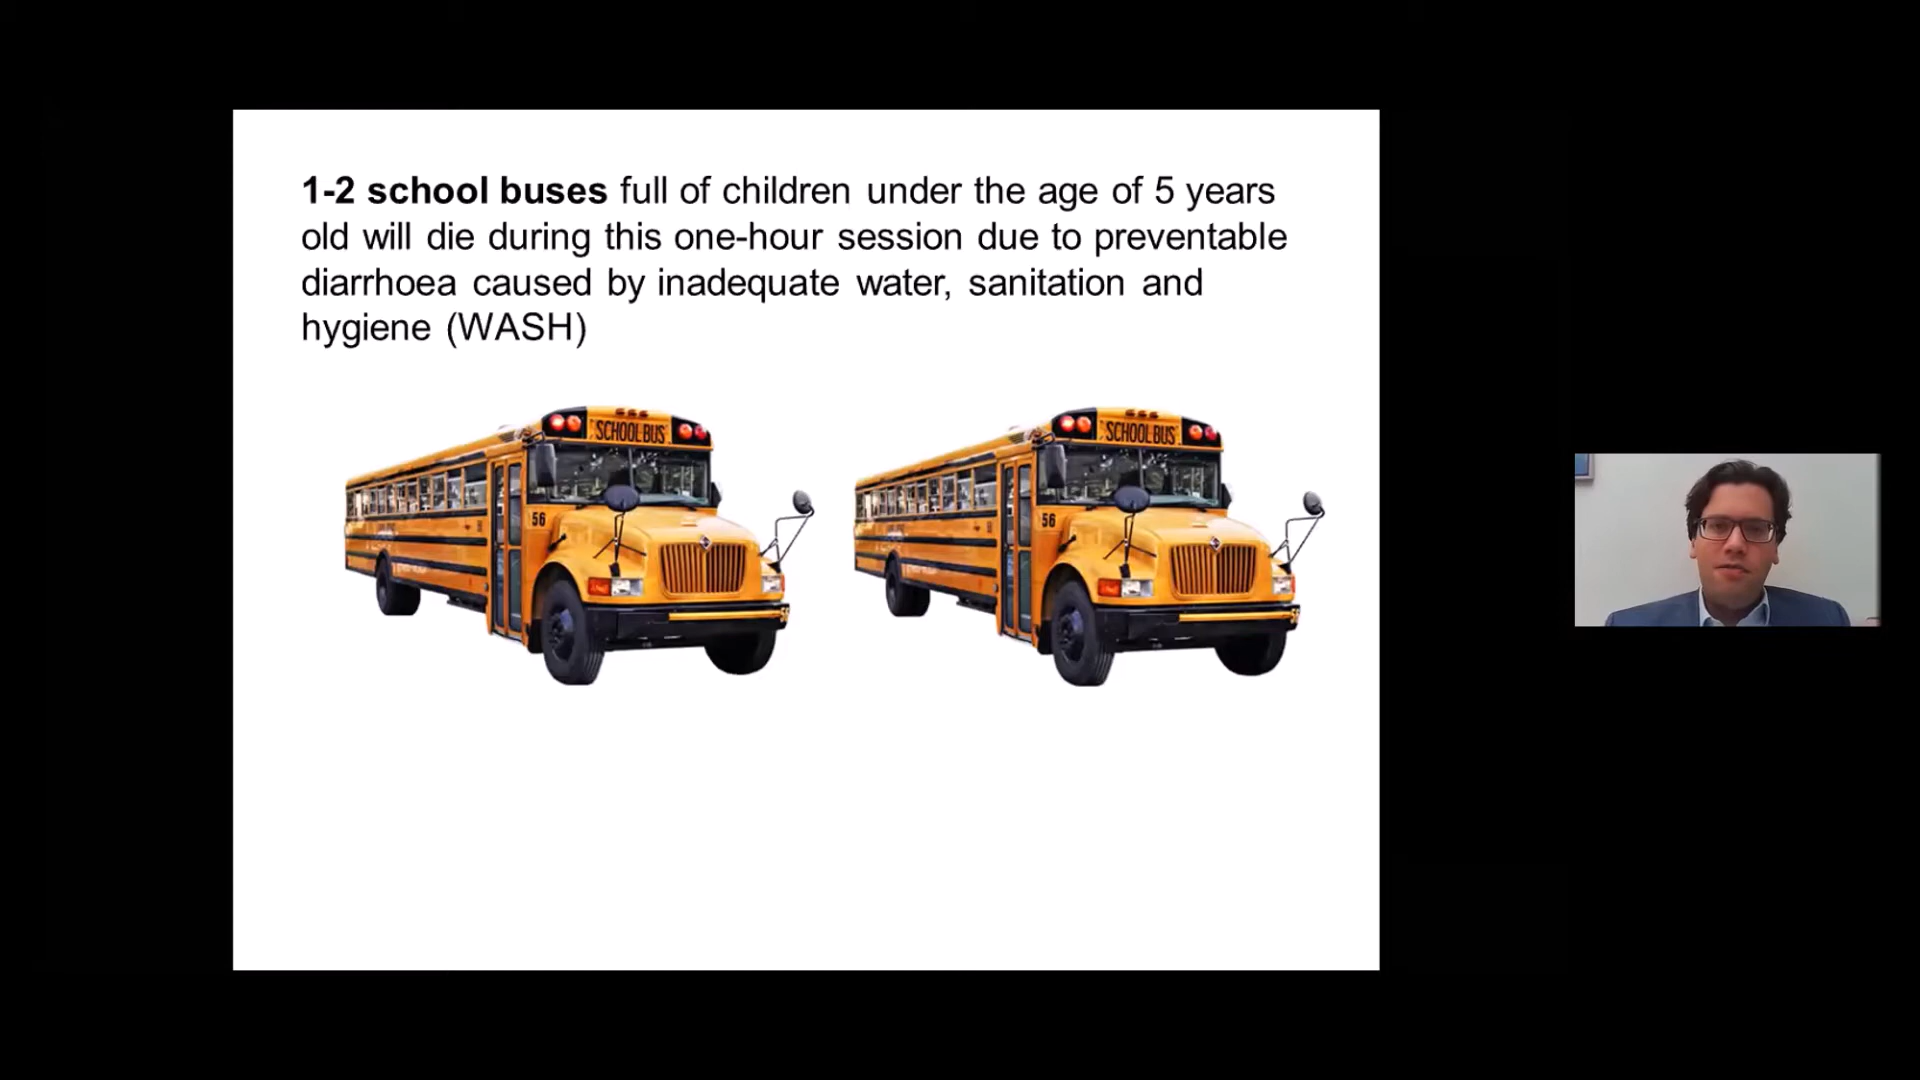 1-2 school buses full of children under the age of 5 years
old will die during this one-hour session due to preventable
diarrhoea caused by inadequate water, sanitation and
hygiene (WASH)
SCHOOL BUS
56
SCHOOL BUS
56